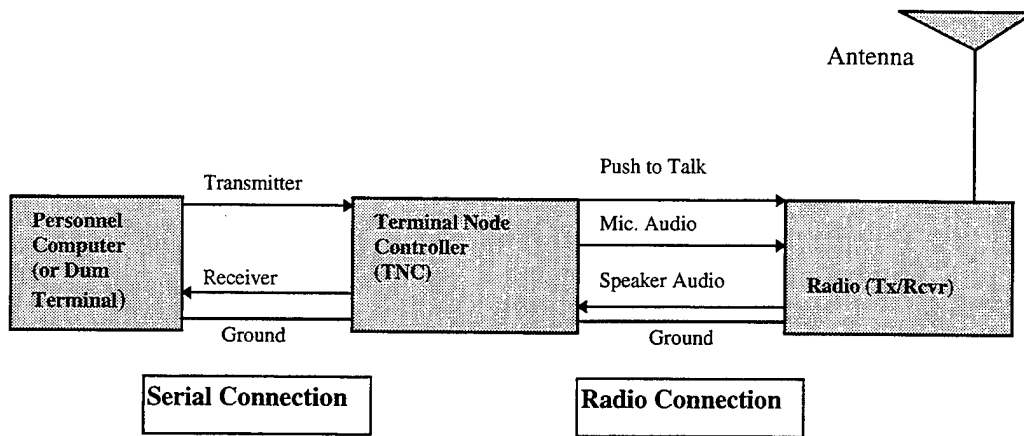 Antenna
Transmitter
Push to Talk
Personnel
Computer
(or Dum
Terminal)
Terminal Node
Controller
(TNC)
Mic. Audio
Receiver
Speaker Audio
Radio (Tx/Rcvr)
Ground
Ground
Serial Connection
Radio Connection